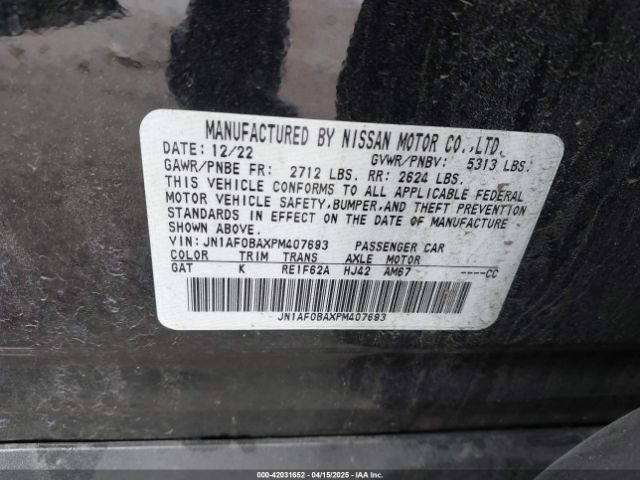 MANUFACTURED BY NISSAN MOTOR CO.,LTD.
DATE: 12/22 GVWR/PNBV: 5313 LBS.
GAWR/PNBE FR: 2712 LBS. RR: 2624 LBS.
THIS VEHICLE CONFORMS TO ALL APPLICABLE FEDERAL
MOTOR VEHICLE SAFETY,BUMPER,AND THEFT PREVENTION
STANDARDS IN EFFECT ON THE DATE OF MANUFACTURE
SHOWN ABOVE.
VIN: JN1AF0BAXPM407693 PASSENGER CAR
COLOR TRIM TRANS AXLE MOTOR
GAT K RE1F62A HJ42 AM67 ----CC
JN1AF0BAXPM407693
000-42031652 - 04/15/2025 - IAAI.COM